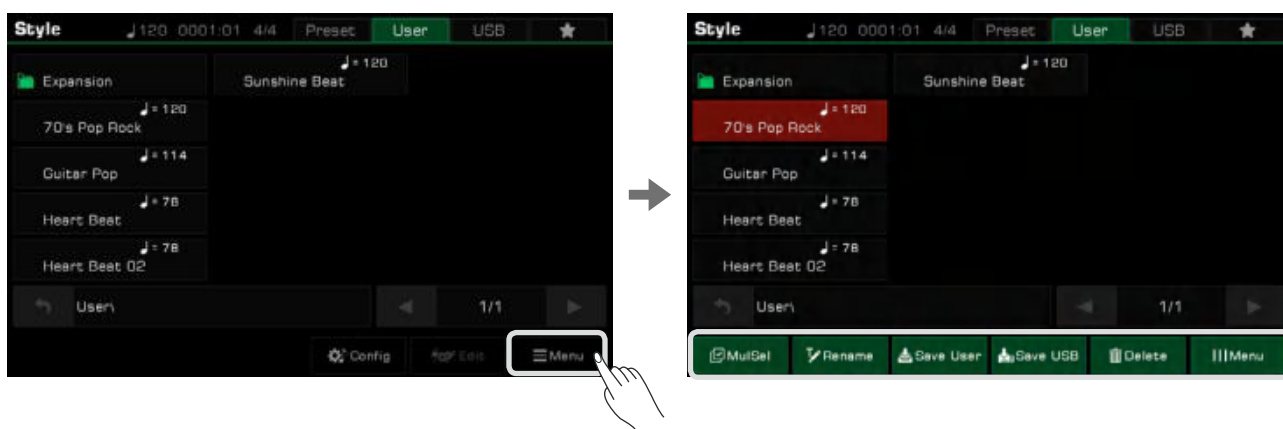 Style ♩120 0001:01 4/4 Preset User USB ★
Expansion
♩= 120
Sunshine Beat
♩= 120
70's Pop Rock
♩= 114
Guitar Pop
♩= 78
Heart Beat
♩= 78
Heart Beat 02
User\ 1/1
Config Edit Menu
Style ♩120 0001:01 4/4 Preset User USB ★
Expansion
♩= 120
Sunshine Beat
♩= 120
70's Pop Rock
♩= 114
Guitar Pop
♩= 78
Heart Beat
♩= 78
Heart Beat 02
User\ 1/1
MulSel Rename Save User Save USB Delete Menu